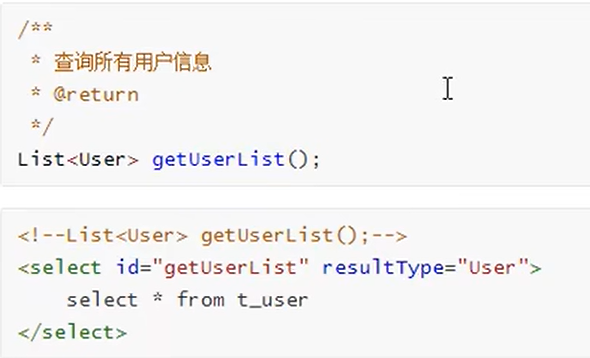 /**
 * 查询所有用户信息
 * @return
 */
List<User> getUserList();
<!--List<User> getUserList();-->
<select id="getUserList" resultType="User">
    select * from t_user
</select>